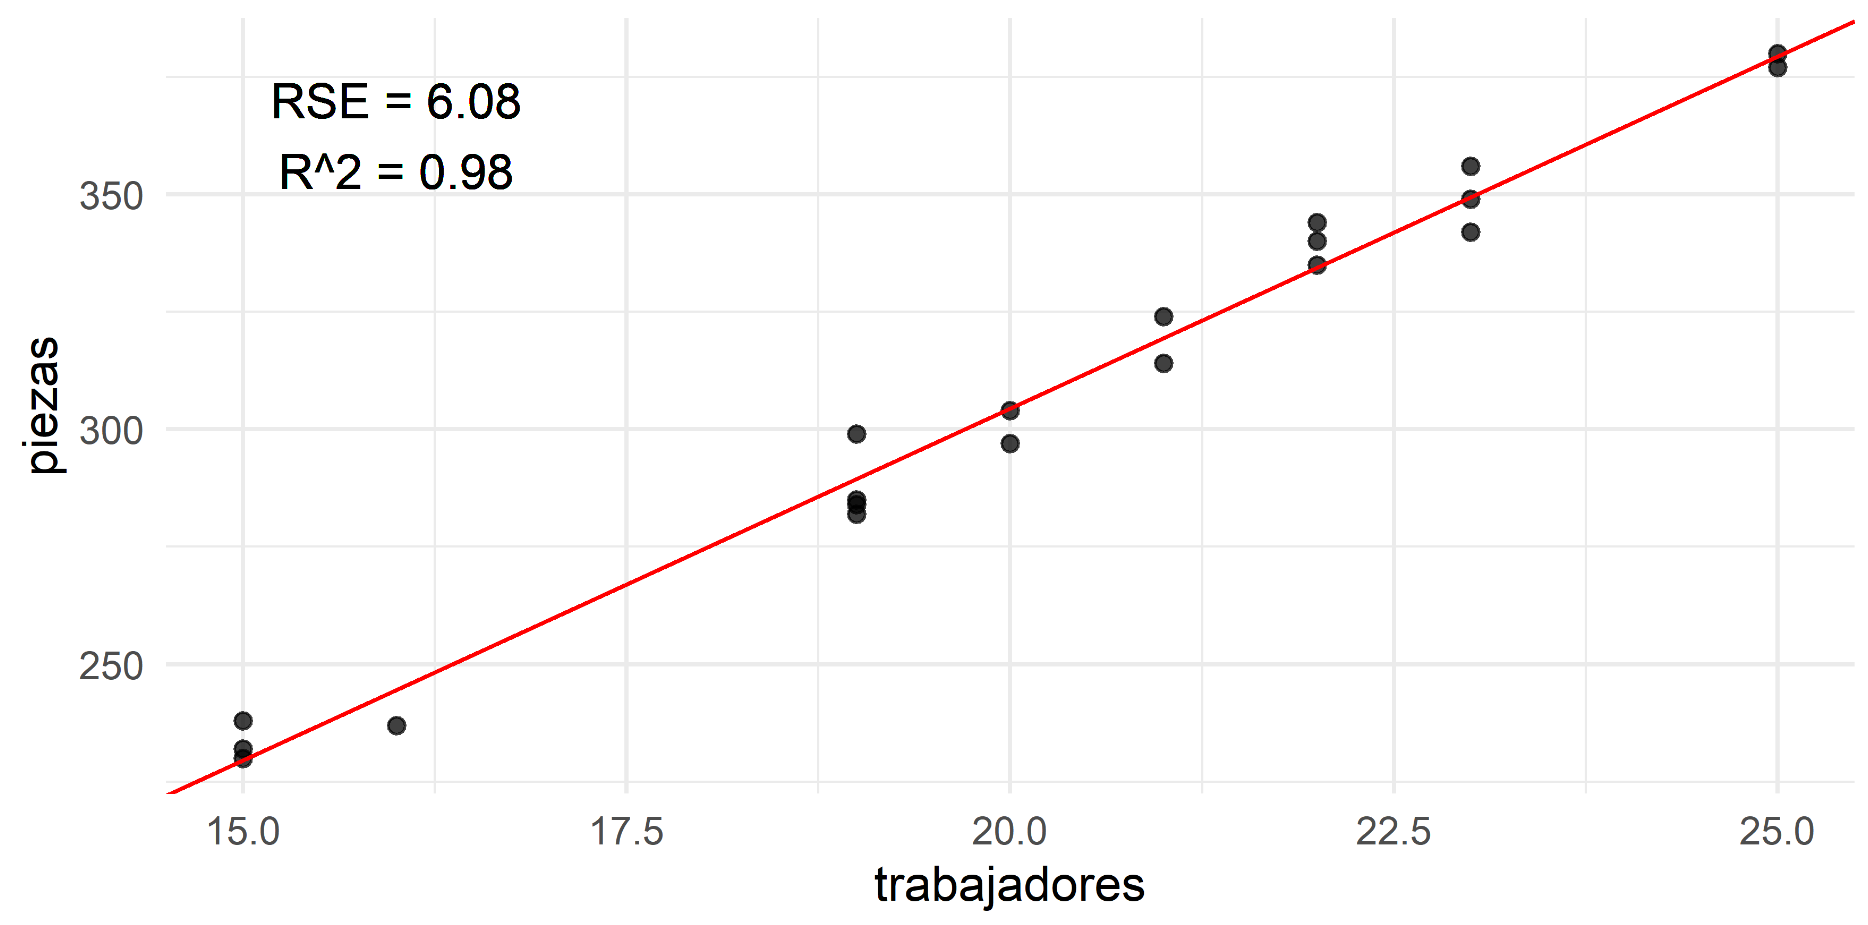 RSE = 6.08
R^2 = 0.98
350
300
250
piezas
15.0 17.5 20.0 22.5 25.0
trabajadores